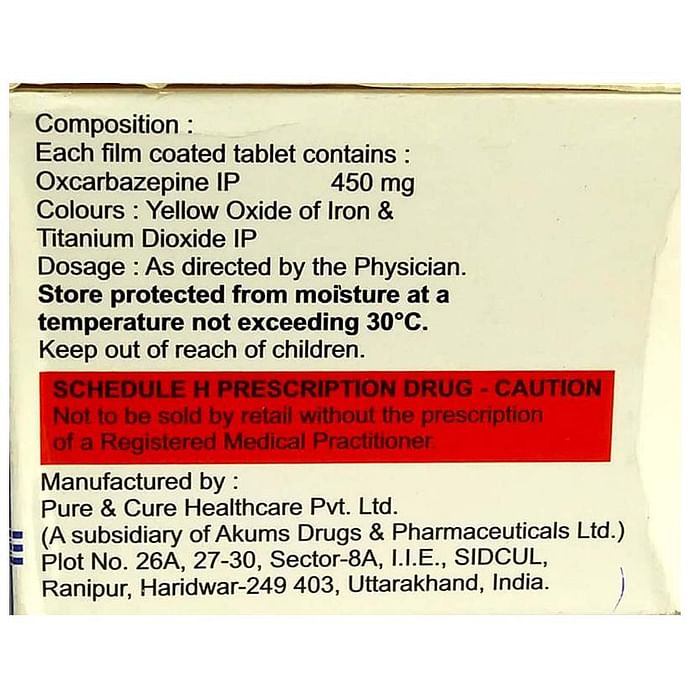 Composition :
Each film coated tablet contains :
Oxcarbazepine IP 450 mg
Colours : Yellow Oxide of Iron &
Titanium Dioxide IP
Dosage : As directed by the Physician.
Store protected from moisture at a
temperature not exceeding 30°C.
Keep out of reach of children.
SCHEDULE H PRESCRIPTION DRUG - CAUTION
Not to be sold by retail without the prescription
of a Registered Medical Practitioner.
Manufactured by :
Pure & Cure Healthcare Pvt. Ltd.
(A subsidiary of Akums Drugs & Pharmaceuticals Ltd.)
Plot No. 26A, 27-30, Sector-8A, I.I.E., SIDCUL,
Ranipur, Haridwar-249 403, Uttarakhand, India.